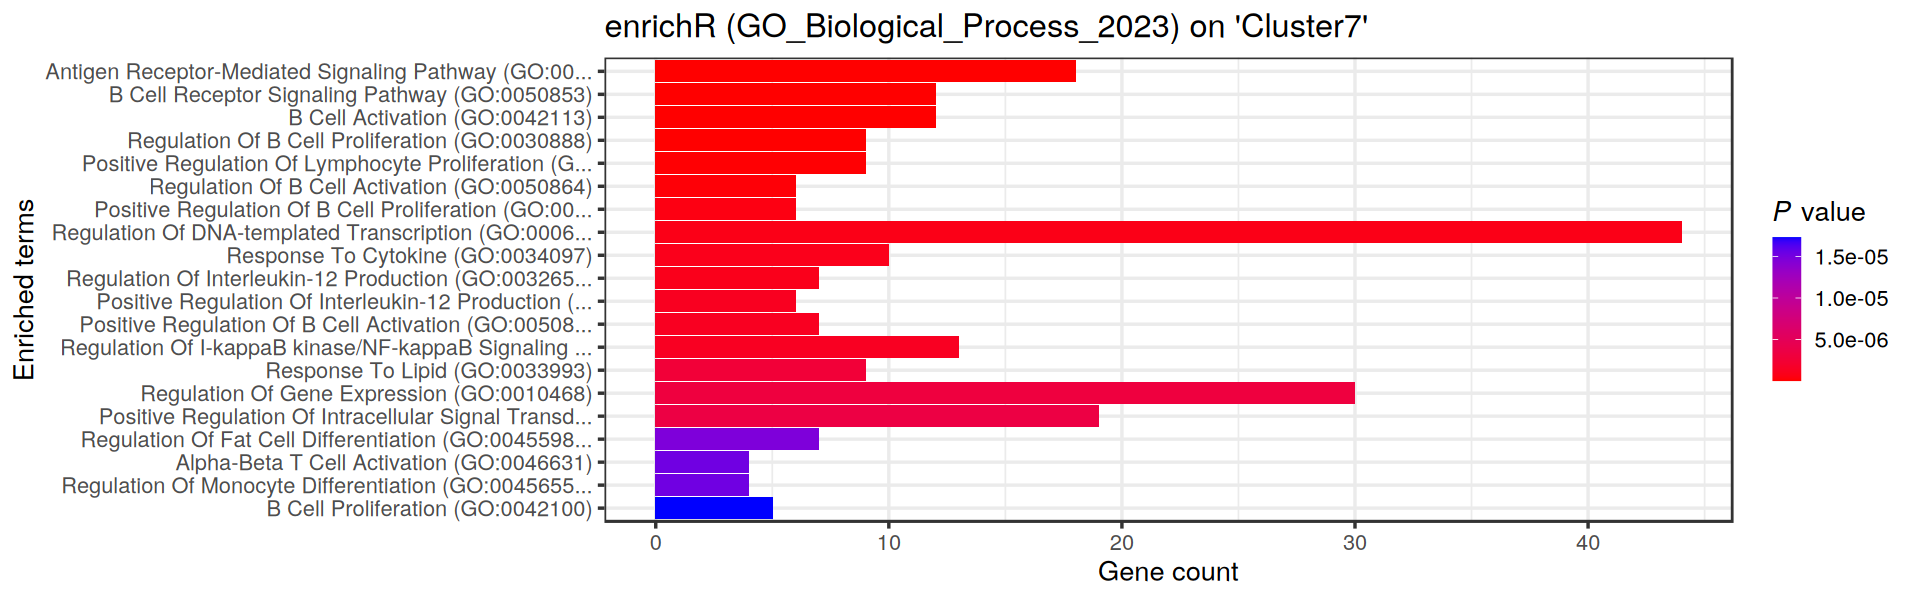 enrichR (GO_Biological_Process_2023) on 'Cluster7'
Enriched terms
Antigen Receptor-Mediated Signaling Pathway (GO:00...
B Cell Receptor Signaling Pathway (GO:0050853)
B Cell Activation (GO:0042113)
Regulation Of B Cell Proliferation (GO:0030888)
Positive Regulation Of Lymphocyte Proliferation (G...
Regulation Of B Cell Activation (GO:0050864)
Positive Regulation Of B Cell Proliferation (GO:00...
Regulation Of DNA-templated Transcription (GO:0006...
Response To Cytokine (GO:0034097)
Regulation Of Interleukin-12 Production (GO:003265...
Positive Regulation Of Interleukin-12 Production (...
Positive Regulation Of B Cell Activation (GO:00508...
Regulation Of I-kappaB kinase/NF-kappaB Signaling ...
Response To Lipid (GO:0033993)
Regulation Of Gene Expression (GO:0010468)
Positive Regulation Of Intracellular Signal Transd...
Regulation Of Fat Cell Differentiation (GO:0045598...
Alpha-Beta T Cell Activation (GO:0046631)
Regulation Of Monocyte Differentiation (GO:0045655...
B Cell Proliferation (GO:0042100)
0 10 20 30 40
Gene count
P value
1.5e-05
1.0e-05
5.0e-06